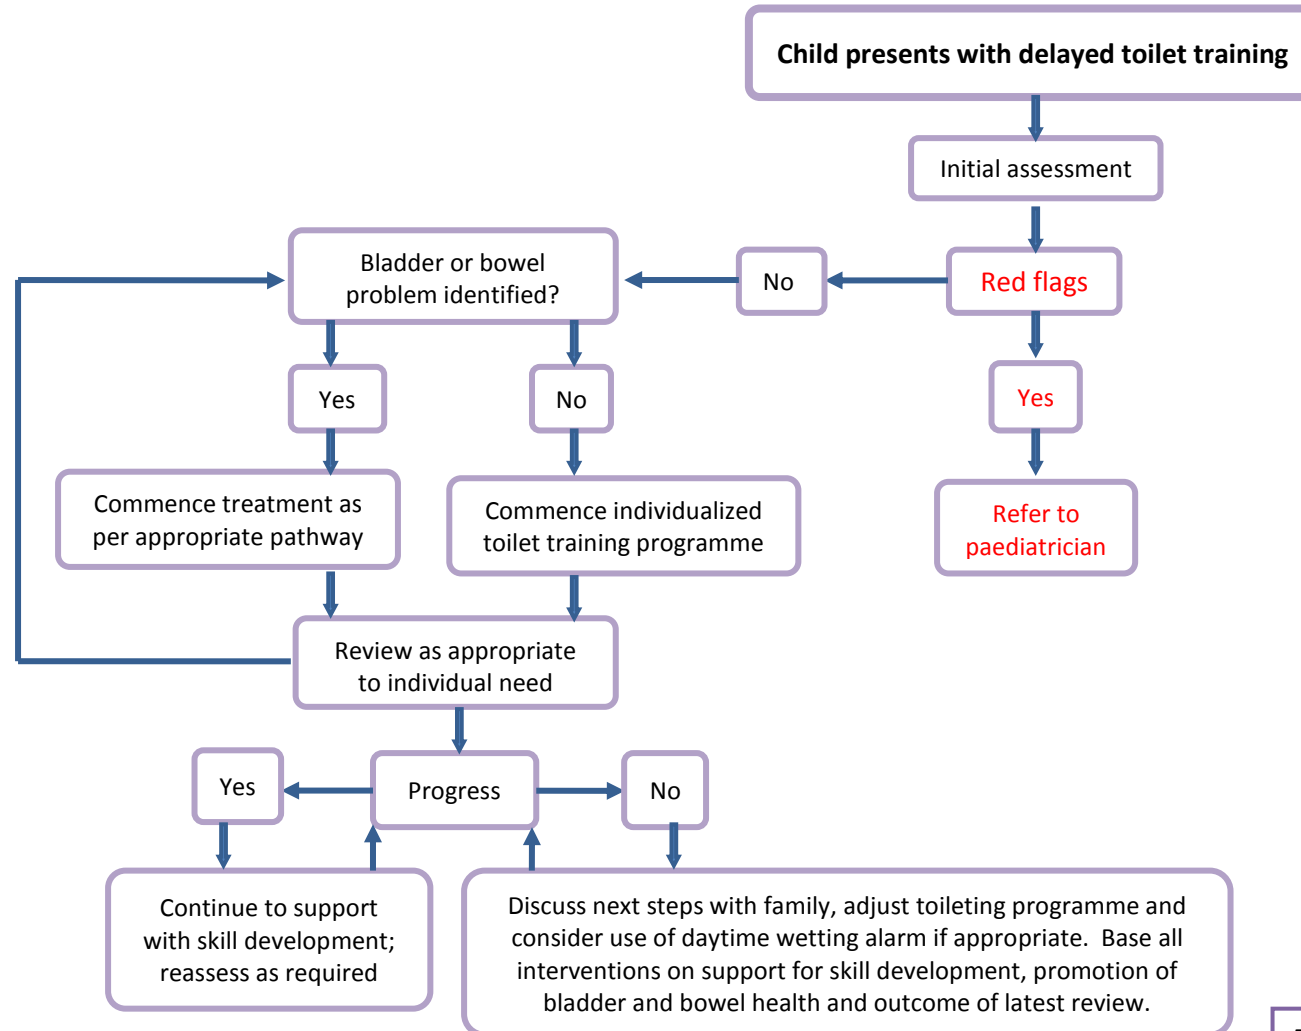 Child presents with delayed toilet training
Initial assessment
Bladder or bowel
problem identified?
No
Red flags
Yes
No
Yes
Commence treatment as
per appropriate pathway
Commence individualized
toilet training programme
Refer to
paediatrician
Review as appropriate
to individual need
Yes
Progress
No
Continue to support
with skill development;
reassess as required
Discuss next steps with family, adjust toileting programme and
consider use of daytime wetting alarm if appropriate.  Base all
interventions on support for skill development, promotion of
bladder and bowel health and outcome of latest review.